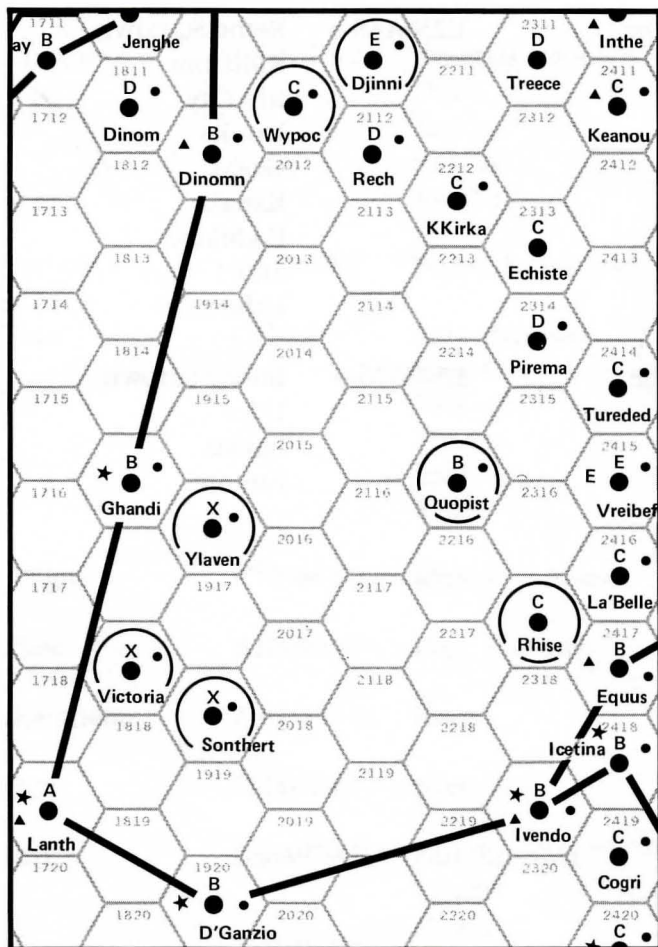 1711 2311
ay B Jenghe E D Inthe
1811 Djinni 2211 Treece 2411
D C C
1712 Dinom Wypoc 2112 2312 Keanou
B D
1812 Dinomn 2012 Rech 2212 2412
C
1713 2113 KKirka 2313
C
1813 2013 2213 Echiste 2413
1714 1914 2114 2314
D
1814 2014 2214 Pirema 2414
C
1715 1915 2115 2315 Tureded
2015 2415
B B E E
1716 Ghandi 2116 Quopist 2316 Vreibef
X
2016 2216 2416
Ylaven C
1717 1917 La'Belle
C
2017 2217 Rhise 2417
X B
1718 Victoria 2118 2318 Equus
X
1818 Sonthert 2018 2218 2418
Icetina B
1919 2119
A B
1819 2019 2219 2419
Lanth Ivendo C
1720 1920 2320 Cogri
B
1820 D'Ganzio 2020 2220 2420
C